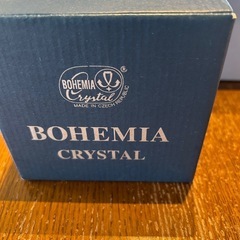 BOHEMIA
Crystal
MADE IN CZECH REPUBLIC
BOHEMIA
CRYSTAL